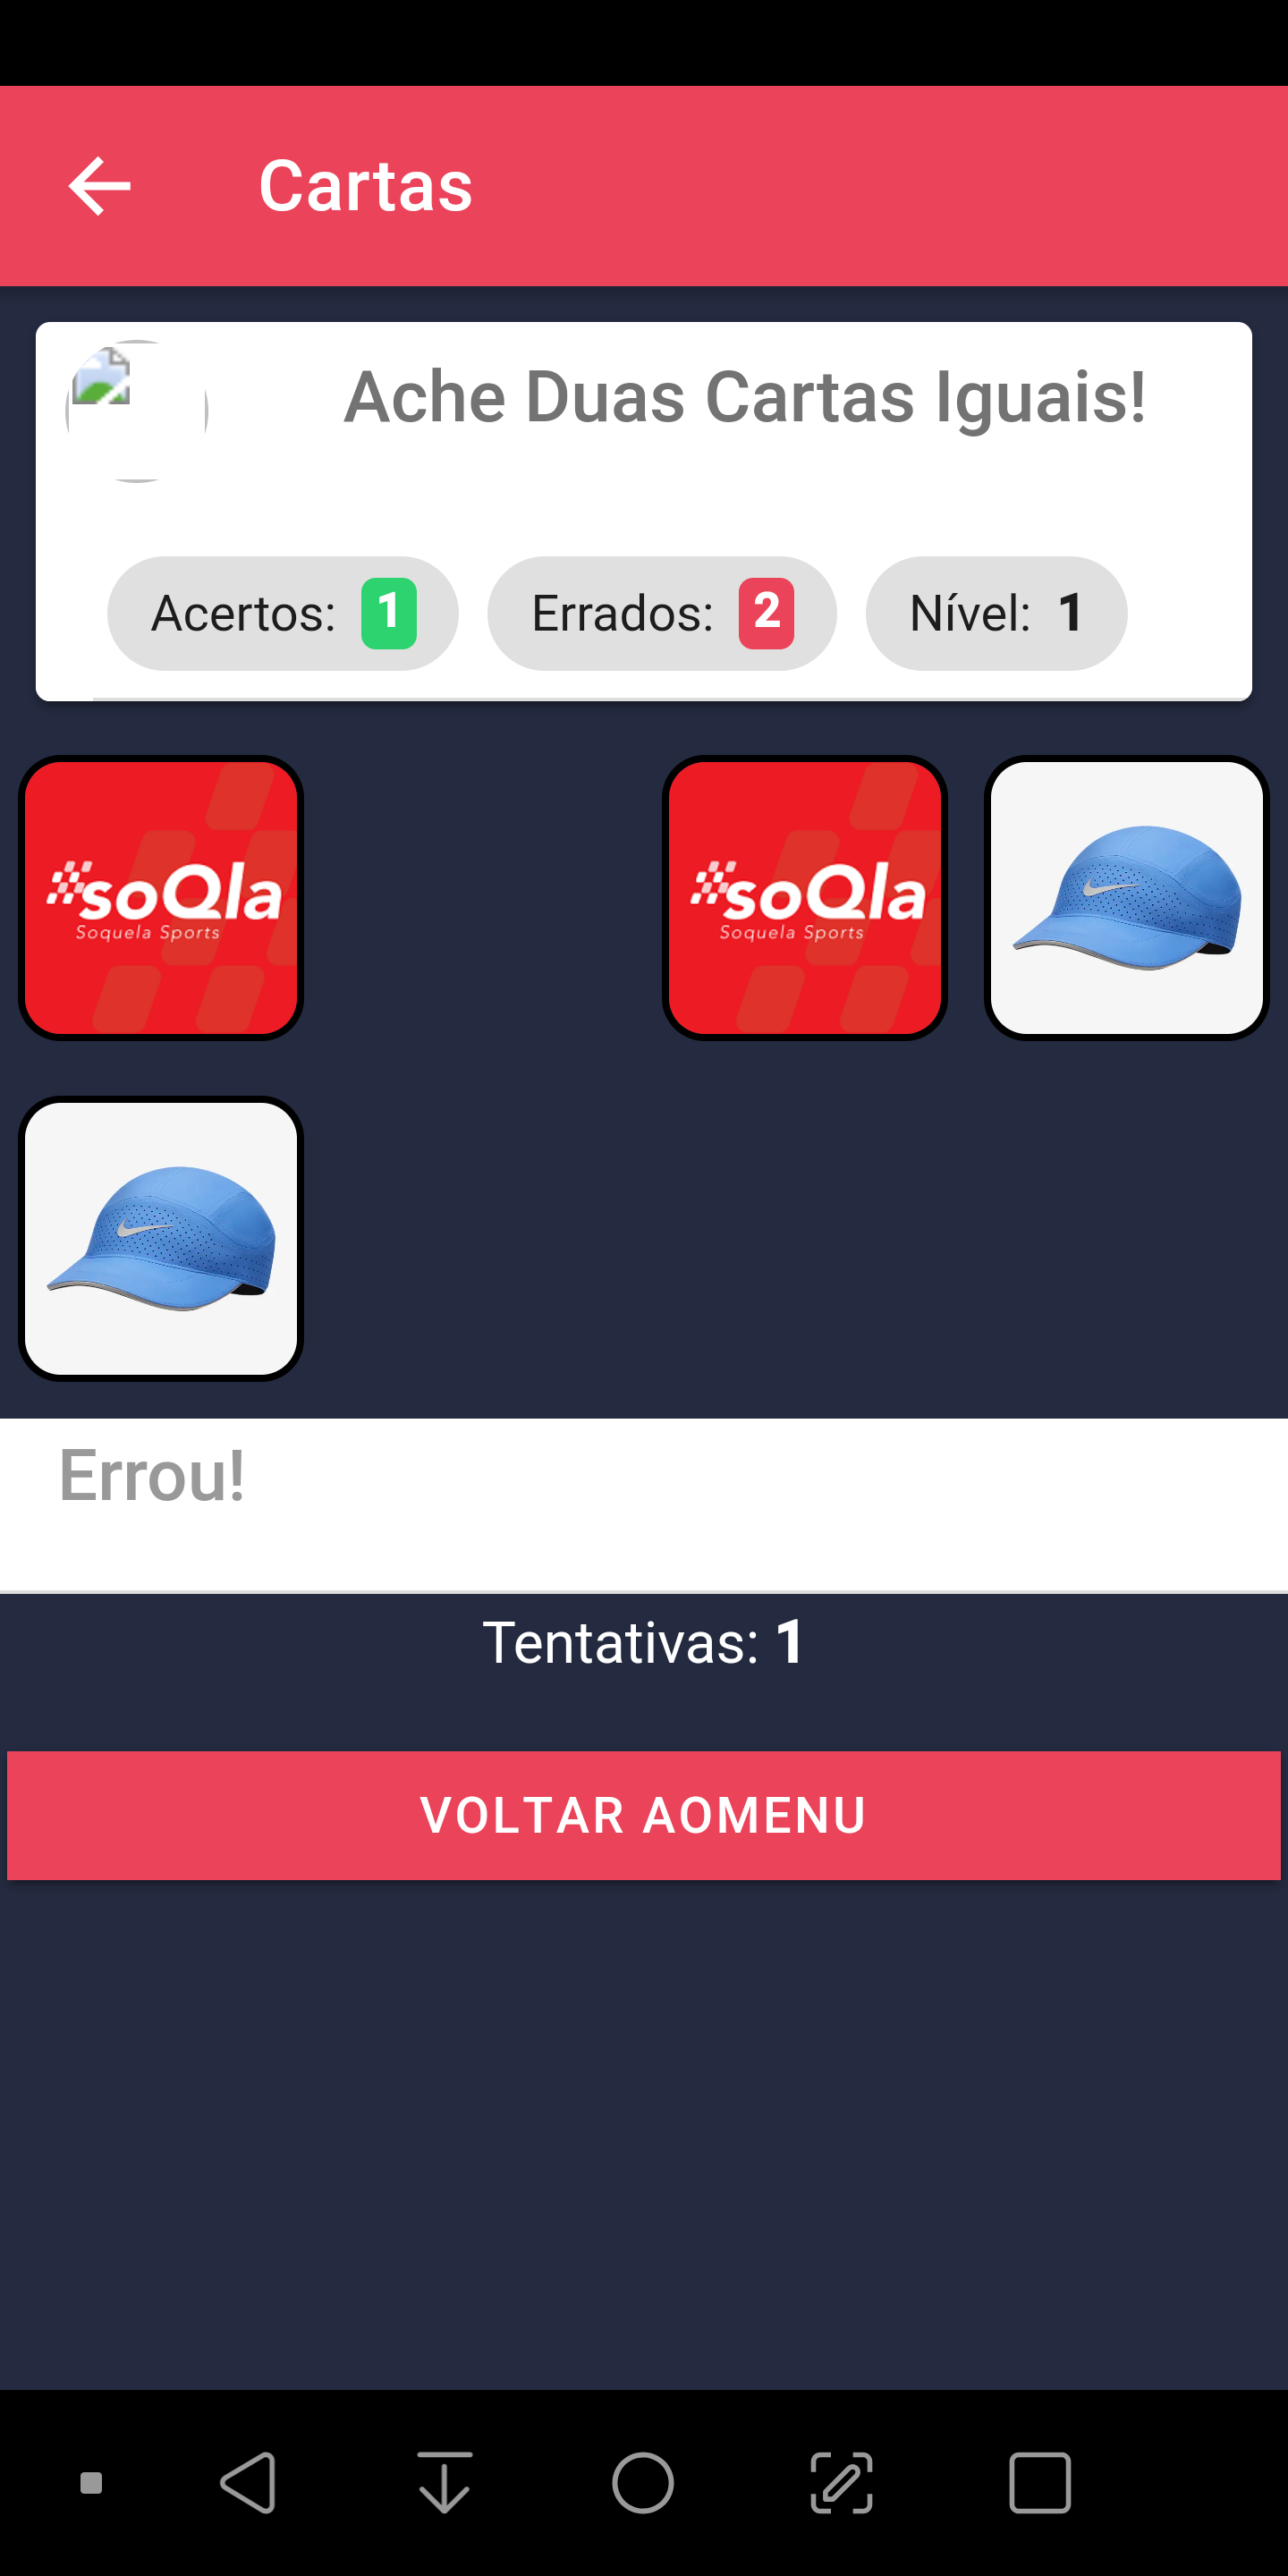 Cartas
Ache Duas Cartas Iguais!
Acertos: 1
Errados: 2
Nível: 1
soQla
Soquela Sports
soQla
Soquela Sports
Errou!
Tentativas: 1
VOLTAR AOMENU